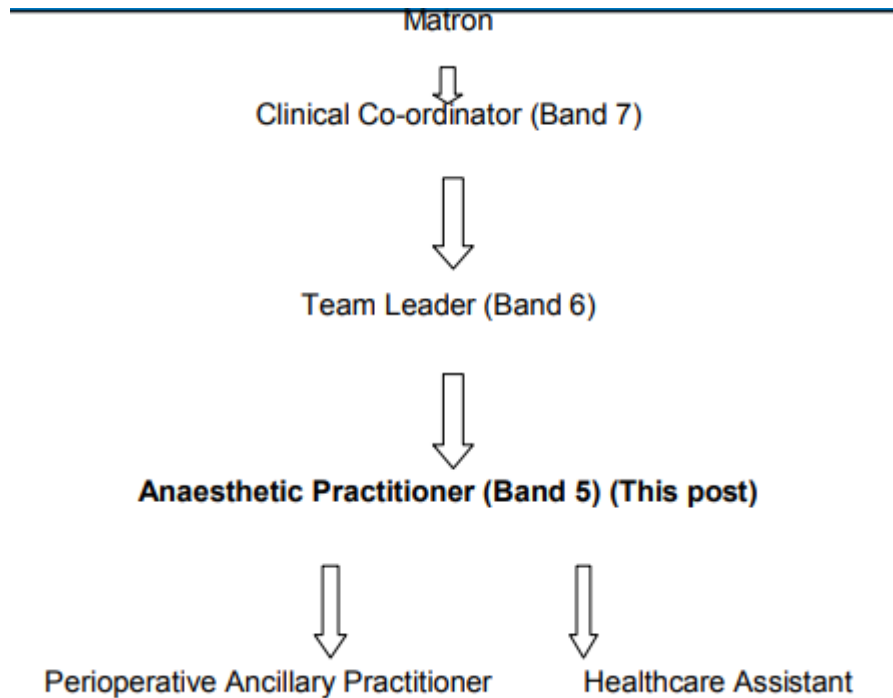 Matron
Clinical Co-ordinator (Band 7)
Team Leader (Band 6)
Anaesthetic Practitioner (Band 5) (This post)
Perioperative Ancillary Practitioner Healthcare Assistant